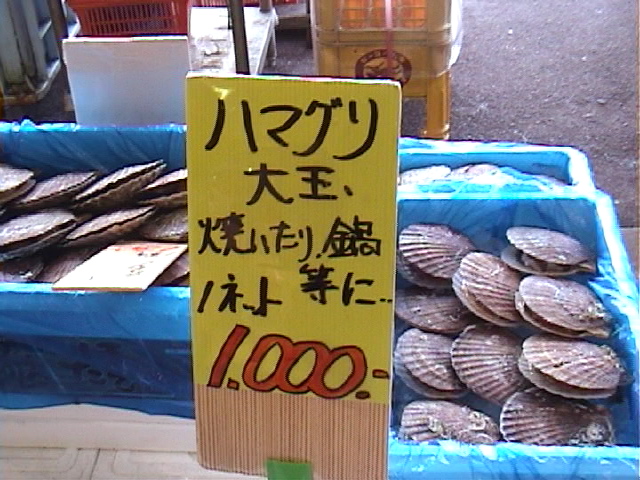 ハマグリ
大玉、
焼いたり、鍋
1ネット 等に..
1.000.-